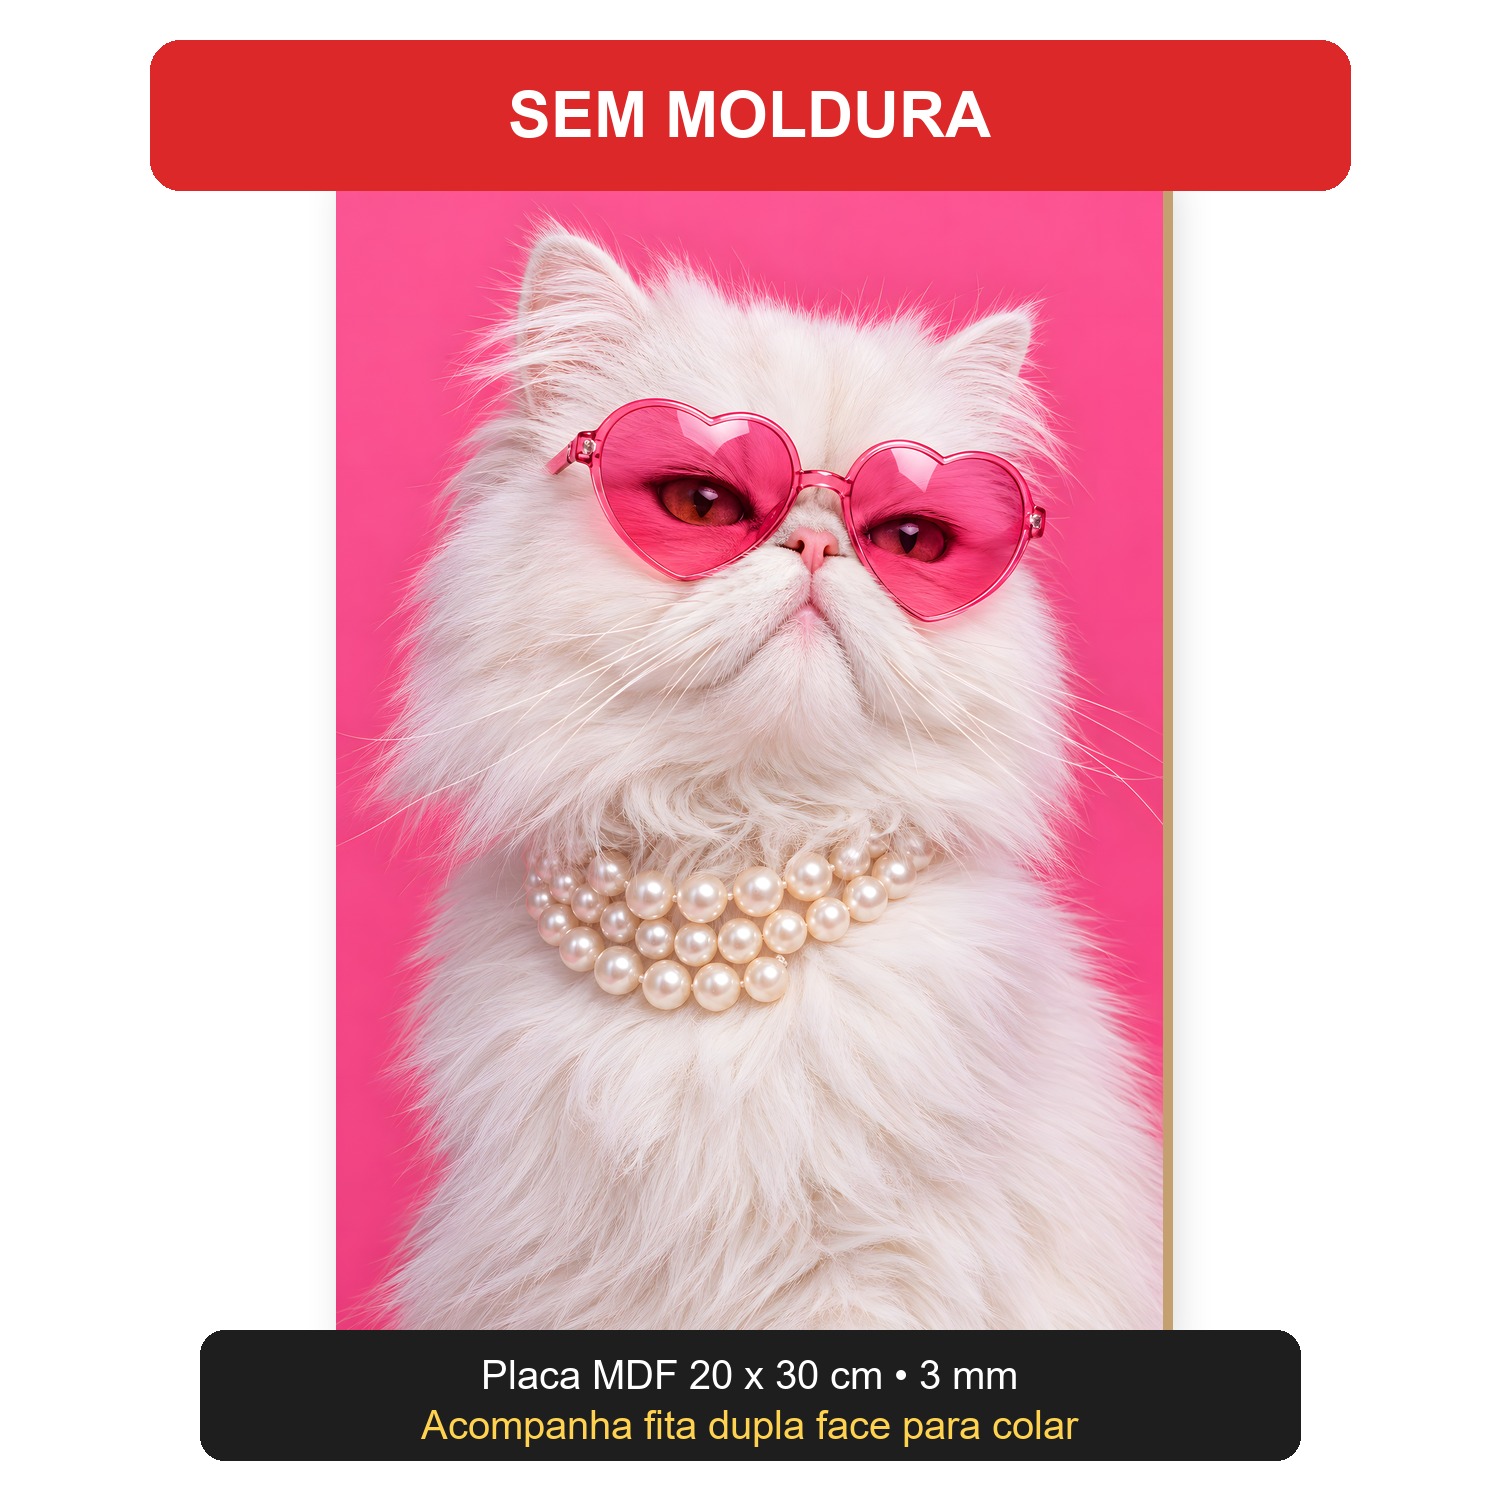 SEM MOLDURA
Placa MDF 20 x 30 cm • 3 mm
Acompanha fita dupla face para colar